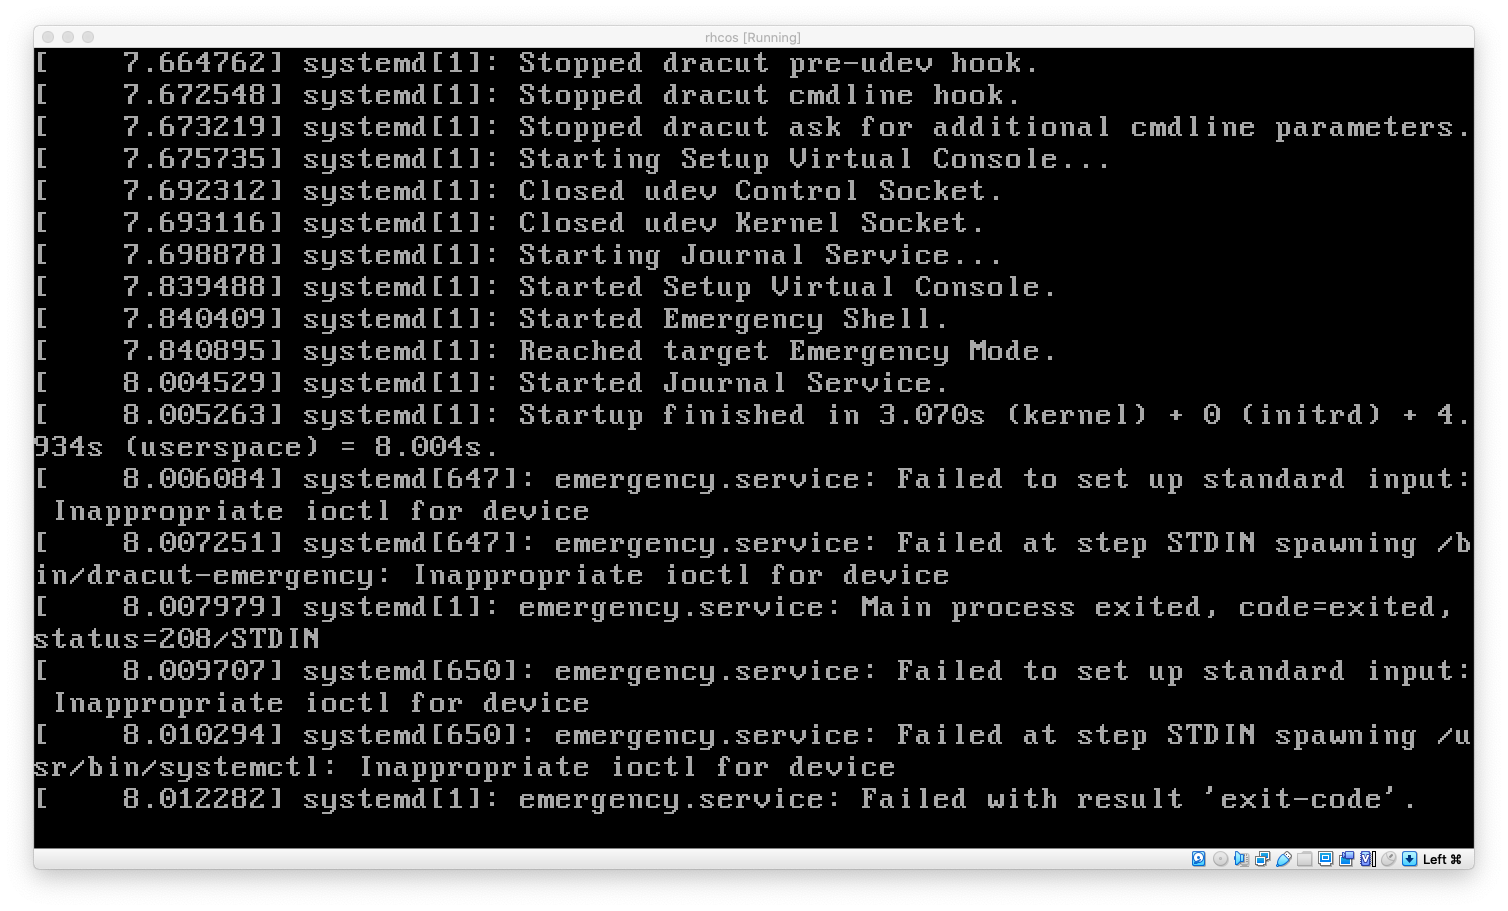 rhcos [Running]
[    7.664762] systemd[1]: Stopped dracut pre-udev hook.
[    7.672548] systemd[1]: Stopped dracut cmdline hook.
[    7.673219] systemd[1]: Stopped dracut ask for additional cmdline parameters.
[    7.675735] systemd[1]: Starting Setup Virtual Console...
[    7.692312] systemd[1]: Closed udev Control Socket.
[    7.693116] systemd[1]: Closed udev Kernel Socket.
[    7.698878] systemd[1]: Starting Journal Service...
[    7.839488] systemd[1]: Started Setup Virtual Console.
[    7.840409] systemd[1]: Started Emergency Shell.
[    7.840895] systemd[1]: Reached target Emergency Mode.
[    8.004529] systemd[1]: Started Journal Service.
[    8.005263] systemd[1]: Startup finished in 3.070s (kernel) + 0 (initrd) + 4.
934s (userspace) = 8.004s.
[    8.006084] systemd[647]: emergency.service: Failed to set up standard input:
 Inappropriate ioctl for device
[    8.007251] systemd[647]: emergency.service: Failed at step STDIN spawning /b
in/dracut-emergency: Inappropriate ioctl for device
[    8.007979] systemd[1]: emergency.service: Main process exited, code=exited,
status=208/STDIN
[    8.009707] systemd[650]: emergency.service: Failed to set up standard input:
 Inappropriate ioctl for device
[    8.010294] systemd[650]: emergency.service: Failed at step STDIN spawning /u
sr/bin/systemctl: Inappropriate ioctl for device
[    8.012282] systemd[1]: emergency.service: Failed with result 'exit-code'.
Left ⌘